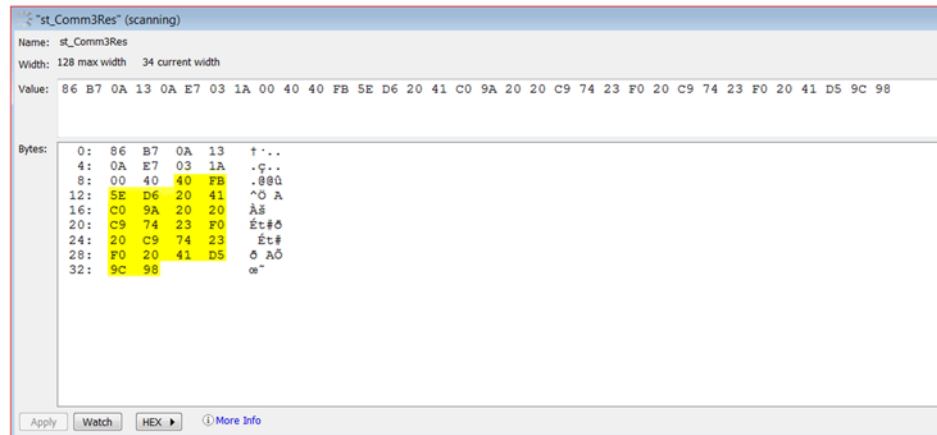 "st_Comm3Res" (scanning)
Name: st_Comm3Res
Width: 128 max width 34 current width
Value: 86 B7 0A 13 0A E7 03 1A 00 40 40 FB 5E D6 20 41 C0 9A 20 20 C9 74 23 F0 20 C9 74 23 F0 20 41 D5 9C 98
Bytes: 0: 86 B7 0A 13 †·..
4: 0A E7 03 1A .ç..
8: 00 40 40 FB .@@û
12: 5E D6 20 41 ^Ö A
16: C0 9A 20 20 Àš
20: C9 74 23 F0 Ét#ð
24: 20 C9 74 23 Ét#
28: F0 20 41 D5 ð AÕ
32: 9C 98 œ˜
Apply Watch HEX More Info